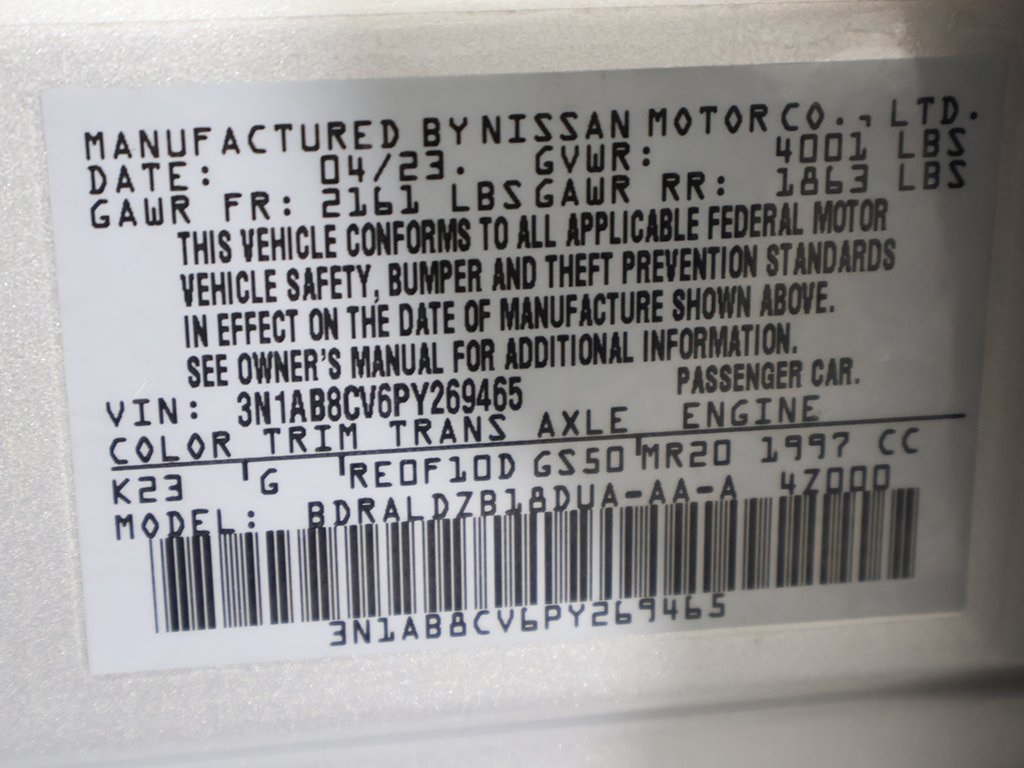 MANUFACTURED BY NISSAN MOTOR CO., LTD.
DATE: 04/23. GVWR: 4001 LBS
GAWR FR: 2161 LBS GAWR RR: 1863 LBS
THIS VEHICLE CONFORMS TO ALL APPLICABLE FEDERAL MOTOR
VEHICLE SAFETY, BUMPER AND THEFT PREVENTION STANDARDS
IN EFFECT ON THE DATE OF MANUFACTURE SHOWN ABOVE.
SEE OWNER'S MANUAL FOR ADDITIONAL INFORMATION.
PASSENGER CAR.
VIN: 3N1AB8CV6PY269465
COLOR TRIM TRANS AXLE ENGINE
K23 G RE0F10D GS50 MR20 1997 CC
MODEL: BDRALDZB18DUA-AA-A 4Z000
3N1AB8CV6PY269465